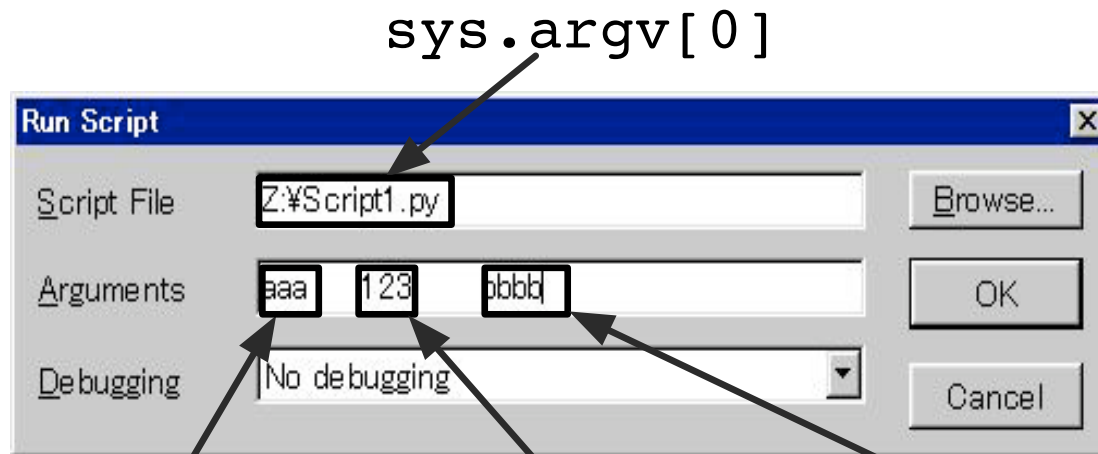 sys.argv[0]
Run Script
Script File Z:¥Script1.py Browse...
Arguments aaa 123 bbbb OK
Debugging No debugging Cancel